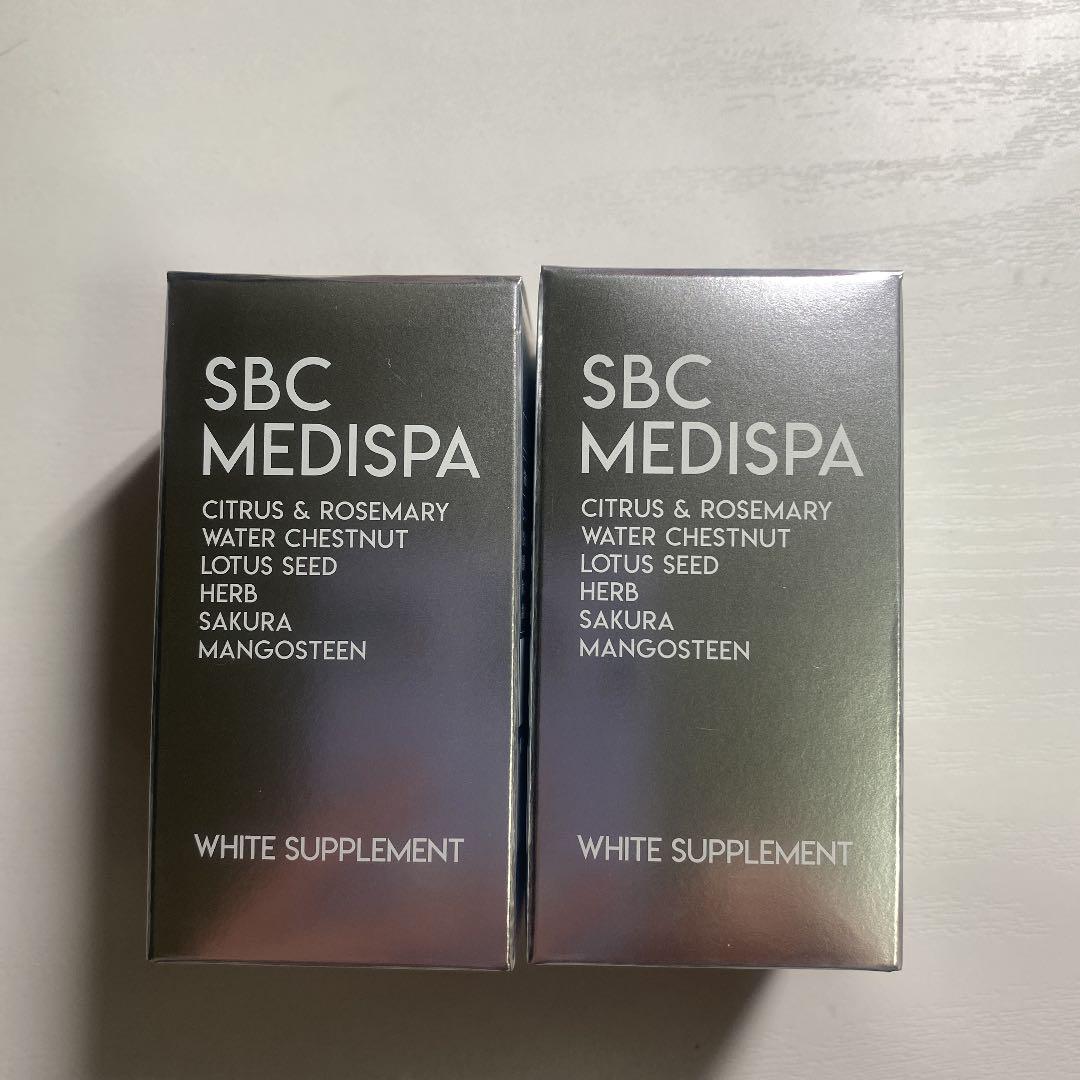 SBC
MEDISPA
CITRUS & ROSEMARY
WATER CHESTNUT
LOTUS SEED
HERB
SAKURA
MANGOSTEEN
WHITE SUPPLEMENT
SBC
MEDISPA
CITRUS & ROSEMARY
WATER CHESTNUT
LOTUS SEED
HERB
SAKURA
MANGOSTEEN
WHITE SUPPLEMENT